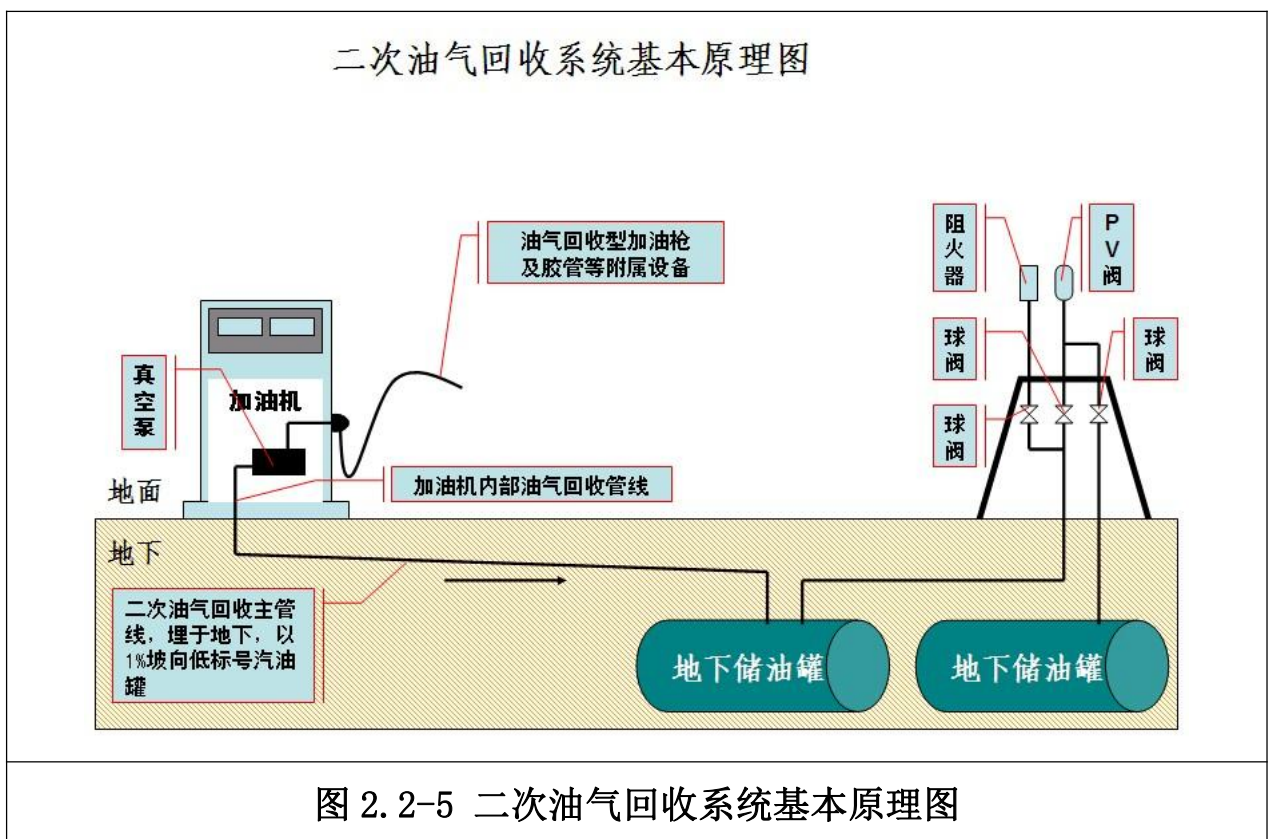 二次油气回收系统基本原理图
油气回收型加油枪
及胶管等附属设备
阻
火
器
P
V
阀
球
阀
球
阀
球
阀
真
空
泵
加油机
加油机内部油气回收管线
地面
地下
二次油气回收主管
线，埋于地下，以
1%坡向低标号汽油
罐
地下储油罐
地下储油罐
图 2.2-5 二次油气回收系统基本原理图